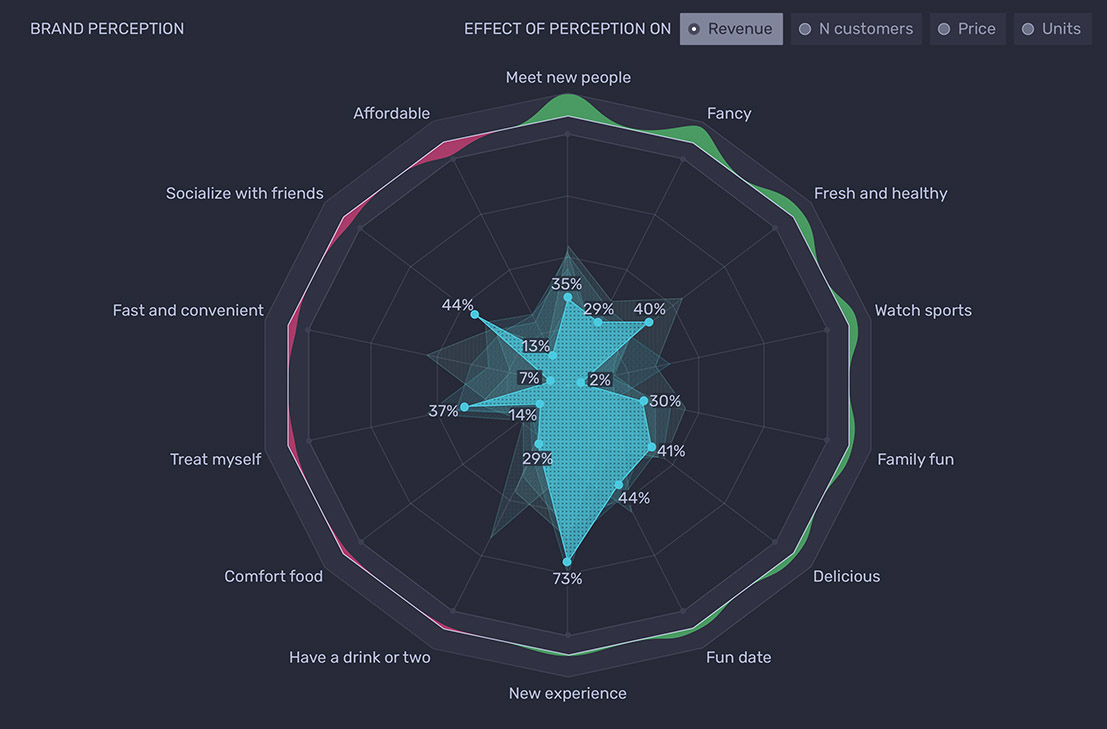 BRAND PERCEPTION
EFFECT OF PERCEPTION ON Revenue N customers Price Units
Meet new people
Affordable
Fancy
Socialize with friends
Fresh and healthy
35%
44%
29%
40%
Fast and convenient
Watch sports
13%
7%
2%
37%
14%
30%
29%
41%
Treat myself
Family fun
44%
73%
Comfort food
Delicious
Have a drink or two
Fun date
New experience